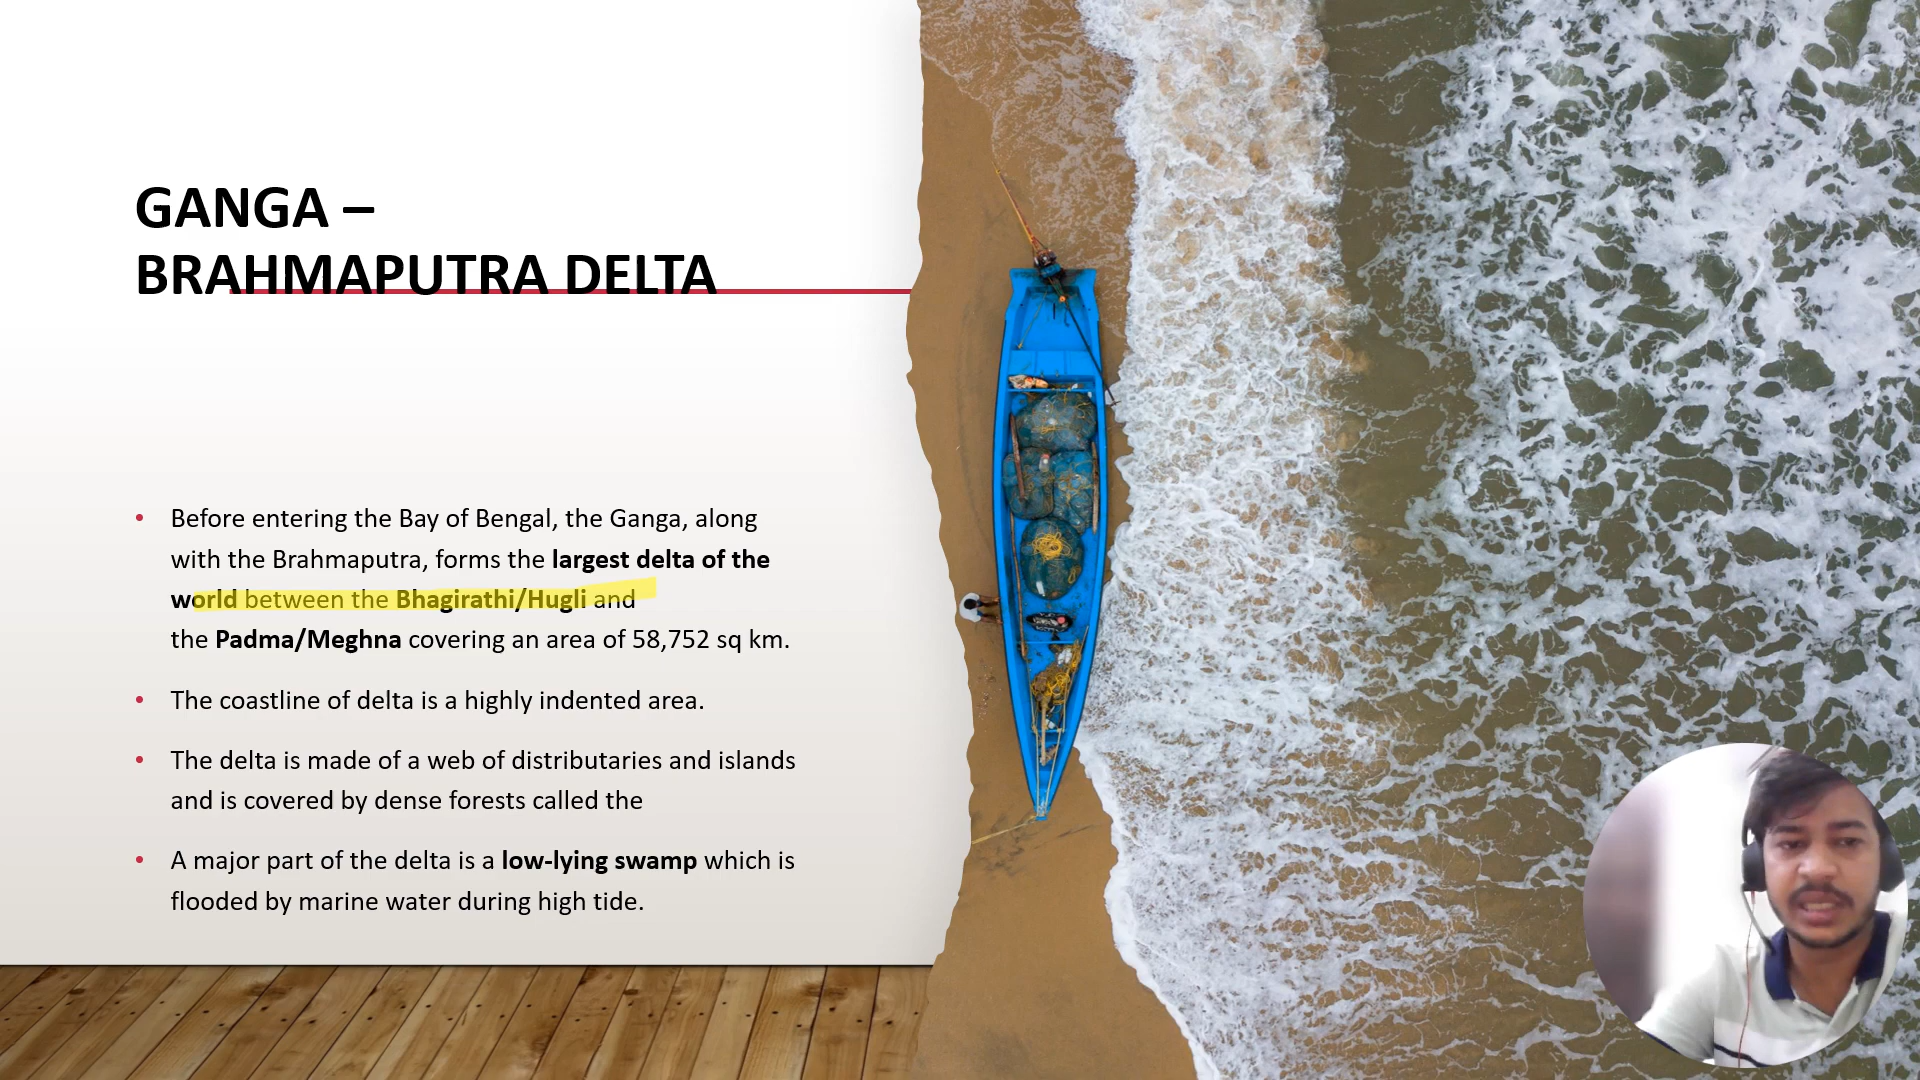 GANGA –
BRAHMAPUTRA DELTA
• Before entering the Bay of Bengal, the Ganga, along
with the Brahmaputra, forms the largest delta of the
world between the Bhagirathi/Hugli and
the Padma/Meghna covering an area of 58,752 sq km.
• The coastline of delta is a highly indented area.
• The delta is made of a web of distributaries and islands
and is covered by dense forests called the
• A major part of the delta is a low-lying swamp which is
flooded by marine water during high tide.